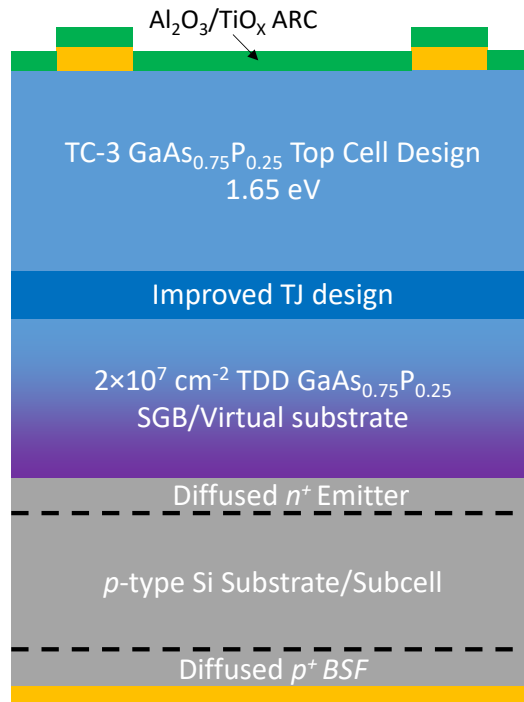 Al₂O₃/TiOₓ ARC
TC-3 GaAs₀.₇₅P₀.₂₅ Top Cell Design
1.65 eV
Improved TJ design
2×10⁷ cm⁻² TDD GaAs₀.₇₅P₀.₂₅
SGB/Virtual substrate
Diffused n⁺ Emitter
p-type Si Substrate/Subcell
Diffused p⁺ BSF